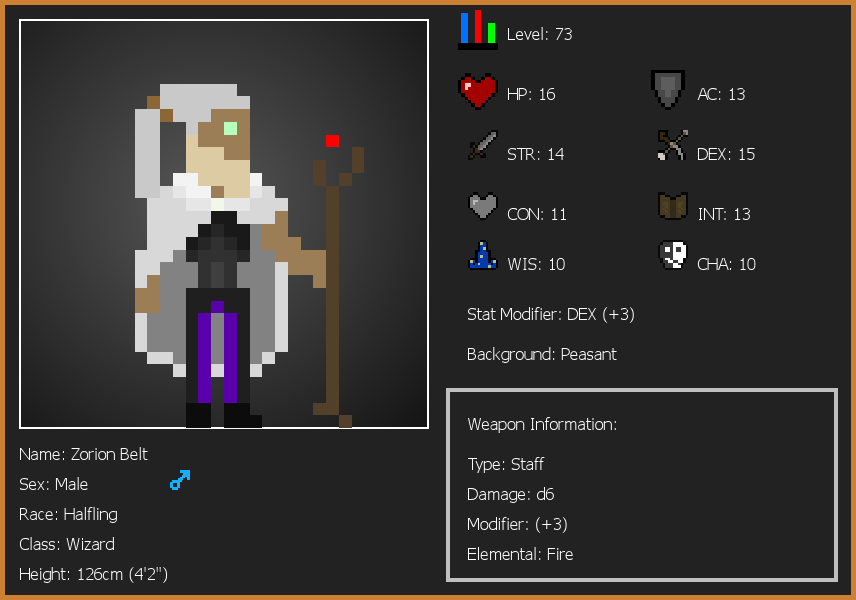 Level: 73
HP: 16
AC: 13
STR: 14
DEX: 15
CON: 11
INT: 13
WIS: 10
CHA: 10
Stat Modifier: DEX (+3)
Background: Peasant
Weapon Information:
Type: Staff
Damage: d6
Modifier: (+3)
Elemental: Fire
Name: Zorion Belt
Sex: Male
Race: Halfling
Class: Wizard
Height: 126cm (4'2")